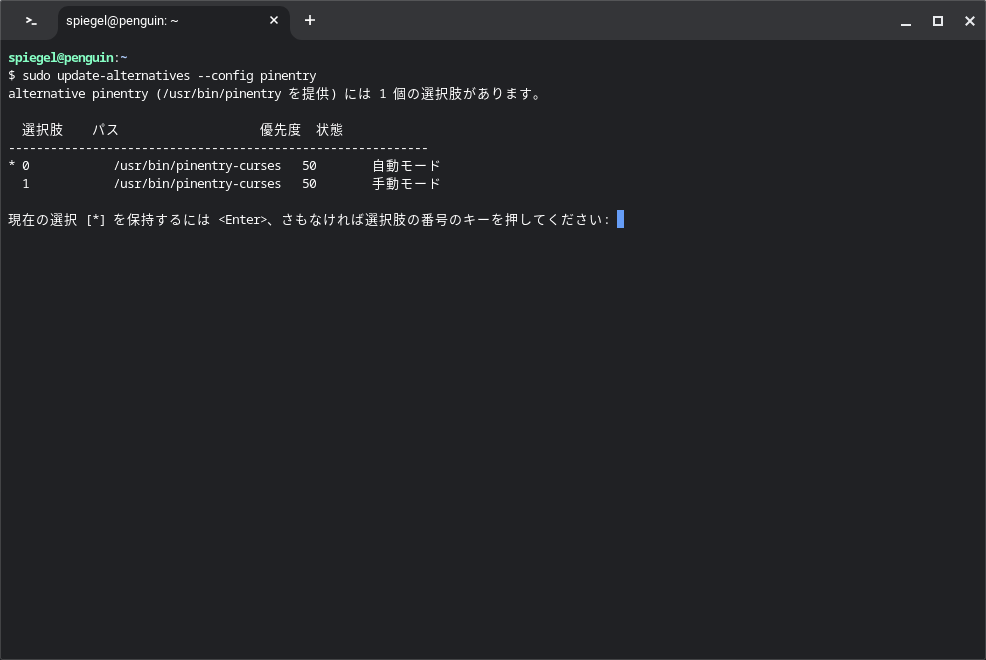 spiegel@penguin: ~
spiegel@penguin:~
$ sudo update-alternatives --config pinentry
alternative pinentry (/usr/bin/pinentry を提供) には 1 個の選択肢があります。
選択肢 パス 優先度 状態
------------------------------------------------------------
* 0 /usr/bin/pinentry-curses 50 自動モード
1 /usr/bin/pinentry-curses 50 手動モード
現在の選択 [*] を保持するには <Enter>、さもなければ選択肢の番号のキーを押してください: